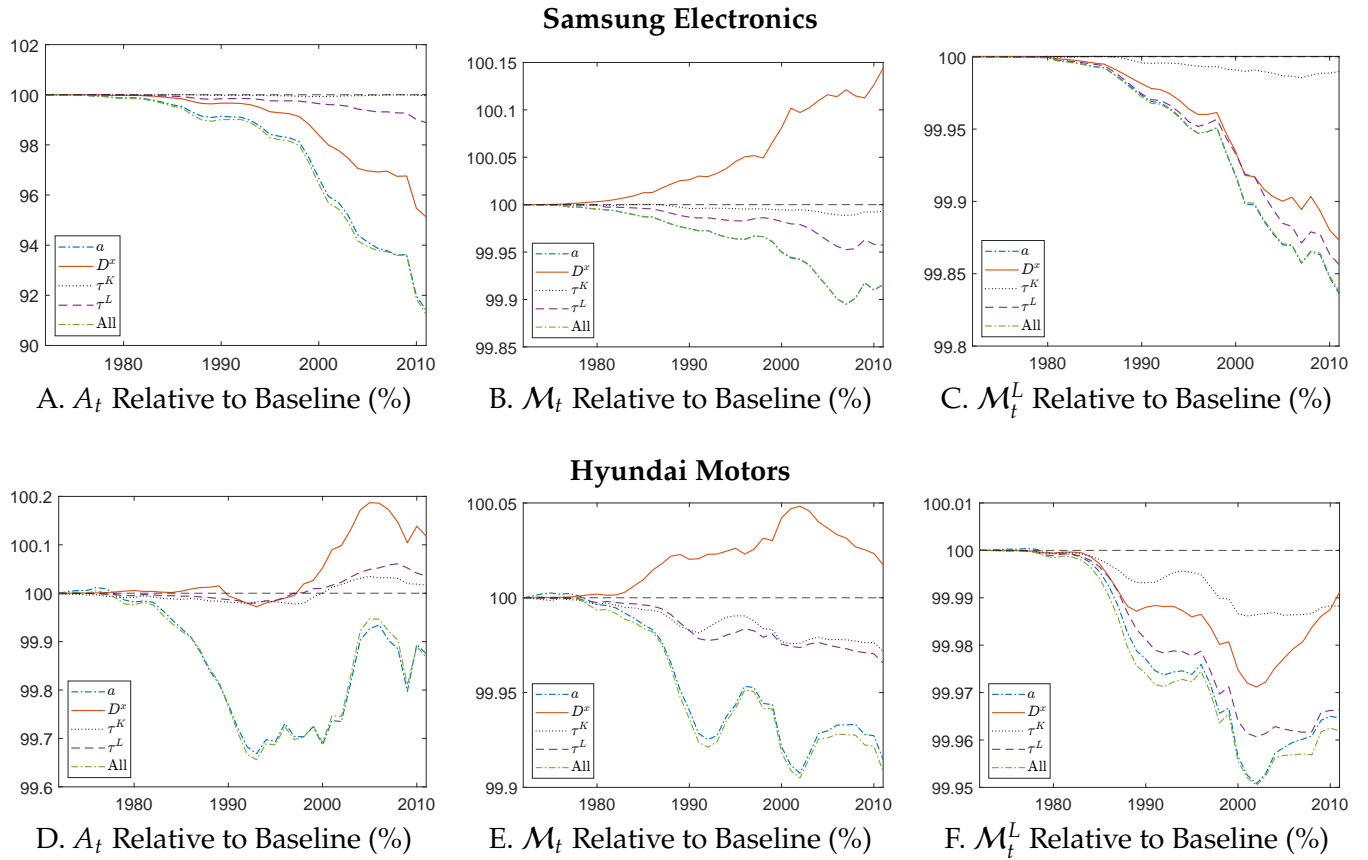 Samsung Electronics
102
100
98
96
94
92
90
a
D^x
τ^K
τ^L
All
1980 1990 2000 2010
A. A_t Relative to Baseline (%)
100.15
100.1
100.05
100
99.95
99.9
99.85
a
D^x
τ^K
τ^L
All
1980 1990 2000 2010
B. ℳ_t Relative to Baseline (%)
100
99.95
99.9
99.85
99.8
a
D^x
τ^K
τ^L
All
1980 1990 2000 2010
C. ℳ_t^L Relative to Baseline (%)
Hyundai Motors
100.2
100.1
100
99.9
99.8
99.7
99.6
a
D^x
τ^K
τ^L
All
1980 1990 2000 2010
D. A_t Relative to Baseline (%)
100.05
100
99.95
99.9
a
D^x
τ^K
τ^L
All
1980 1990 2000 2010
E. ℳ_t Relative to Baseline (%)
100.01
100
99.99
99.98
99.97
99.96
99.95
a
D^x
τ^K
τ^L
All
1980 1990 2000 2010
F. ℳ_t^L Relative to Baseline (%)